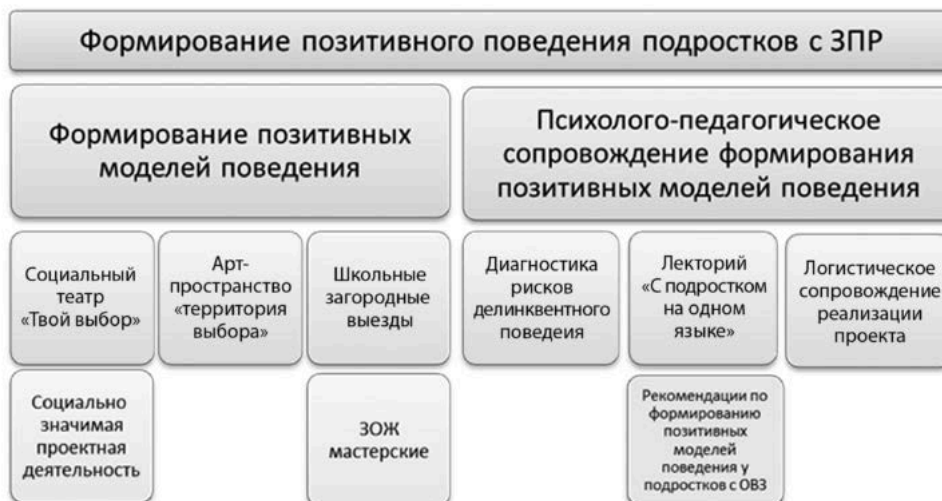 Формирование позитивного поведения подростков с ЗПР
Формирование позитивных
моделей поведения
Психолого-педагогическое
сопровождение формирования
позитивных моделей поведения
Социальный
театр
«Твой выбор»
Арт-
пространство
«территория
выбора»
Школьные
загородные
выезды
Диагностика
рисков
делинквентного
поведеия
Лекторий
«С подростком
на одном
языке»
Логистическое
сопровождение
реализации
проекта
Социально
значимая
проектная
деятельность
ЗОЖ
мастерские
Рекомендации по
формированию
позитивных
моделей
поведения у
подростков с ОВЗ